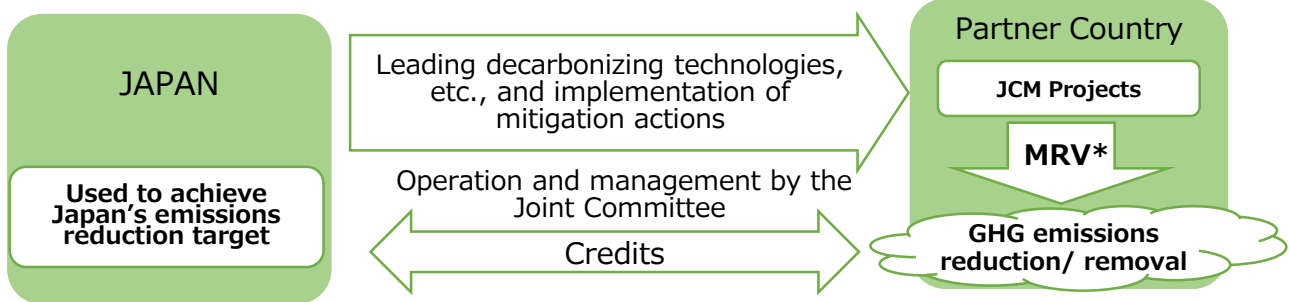 JAPAN
Used to achieve
Japan's emissions
reduction target
Leading decarbonizing technologies,
etc., and implementation of
mitigation actions
Operation and management by the
Joint Committee
Credits
Partner Country
JCM Projects
MRV*
GHG emissions
reduction/ removal